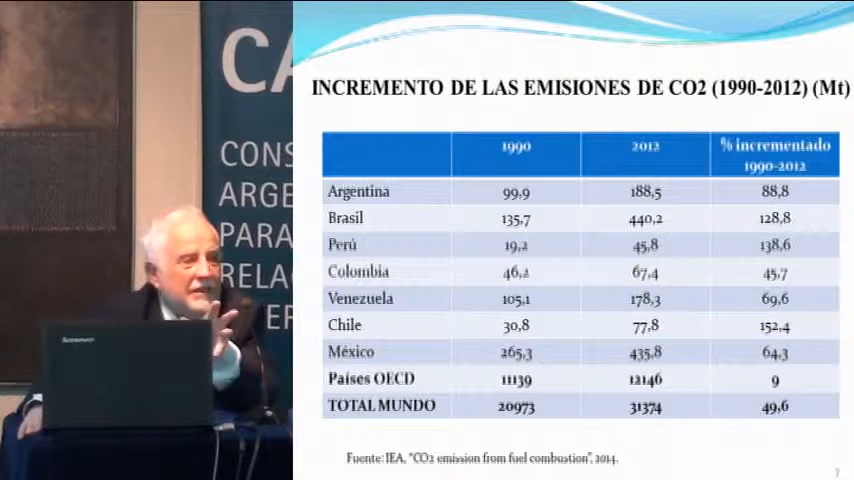 CA
CONS
ARGE
PARA
RELA
ER
lenovo
INCREMENTO DE LAS EMISIONES DE CO2 (1990-2012) (Mt)
1990 2012 % incrementado 1990-2012
Argentina 99,9 188,5 88,8
Brasil 135,7 440,2 128,8
Perú 19,2 45,8 138,6
Colombia 46,2 67,4 45,7
Venezuela 105,1 178,3 69,6
Chile 30,8 77,8 152,4
México 265,3 435,8 64,3
Países OECD 11139 12146 9
TOTAL MUNDO 20973 31374 49,6
Fuente: IEA, "CO2 emission from fuel combustion", 2014.
7